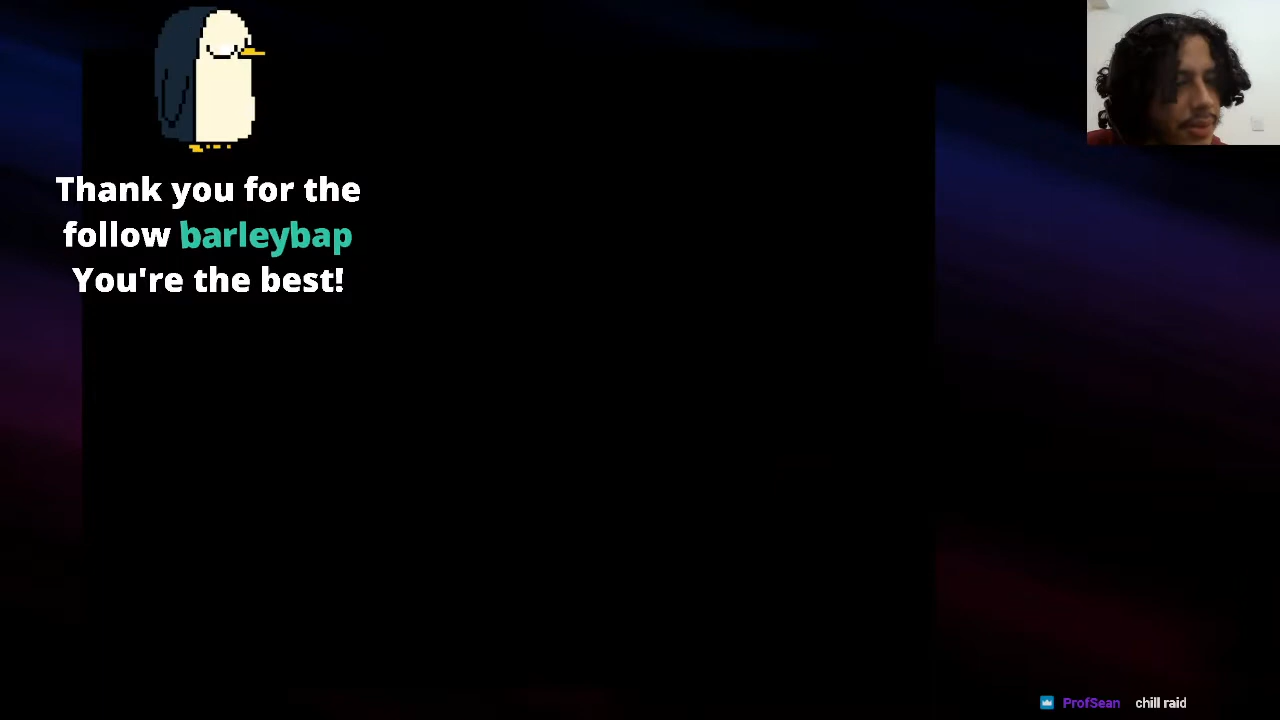 Thank you for the
follow barleybap
You're the best!
ProfSean chill raid